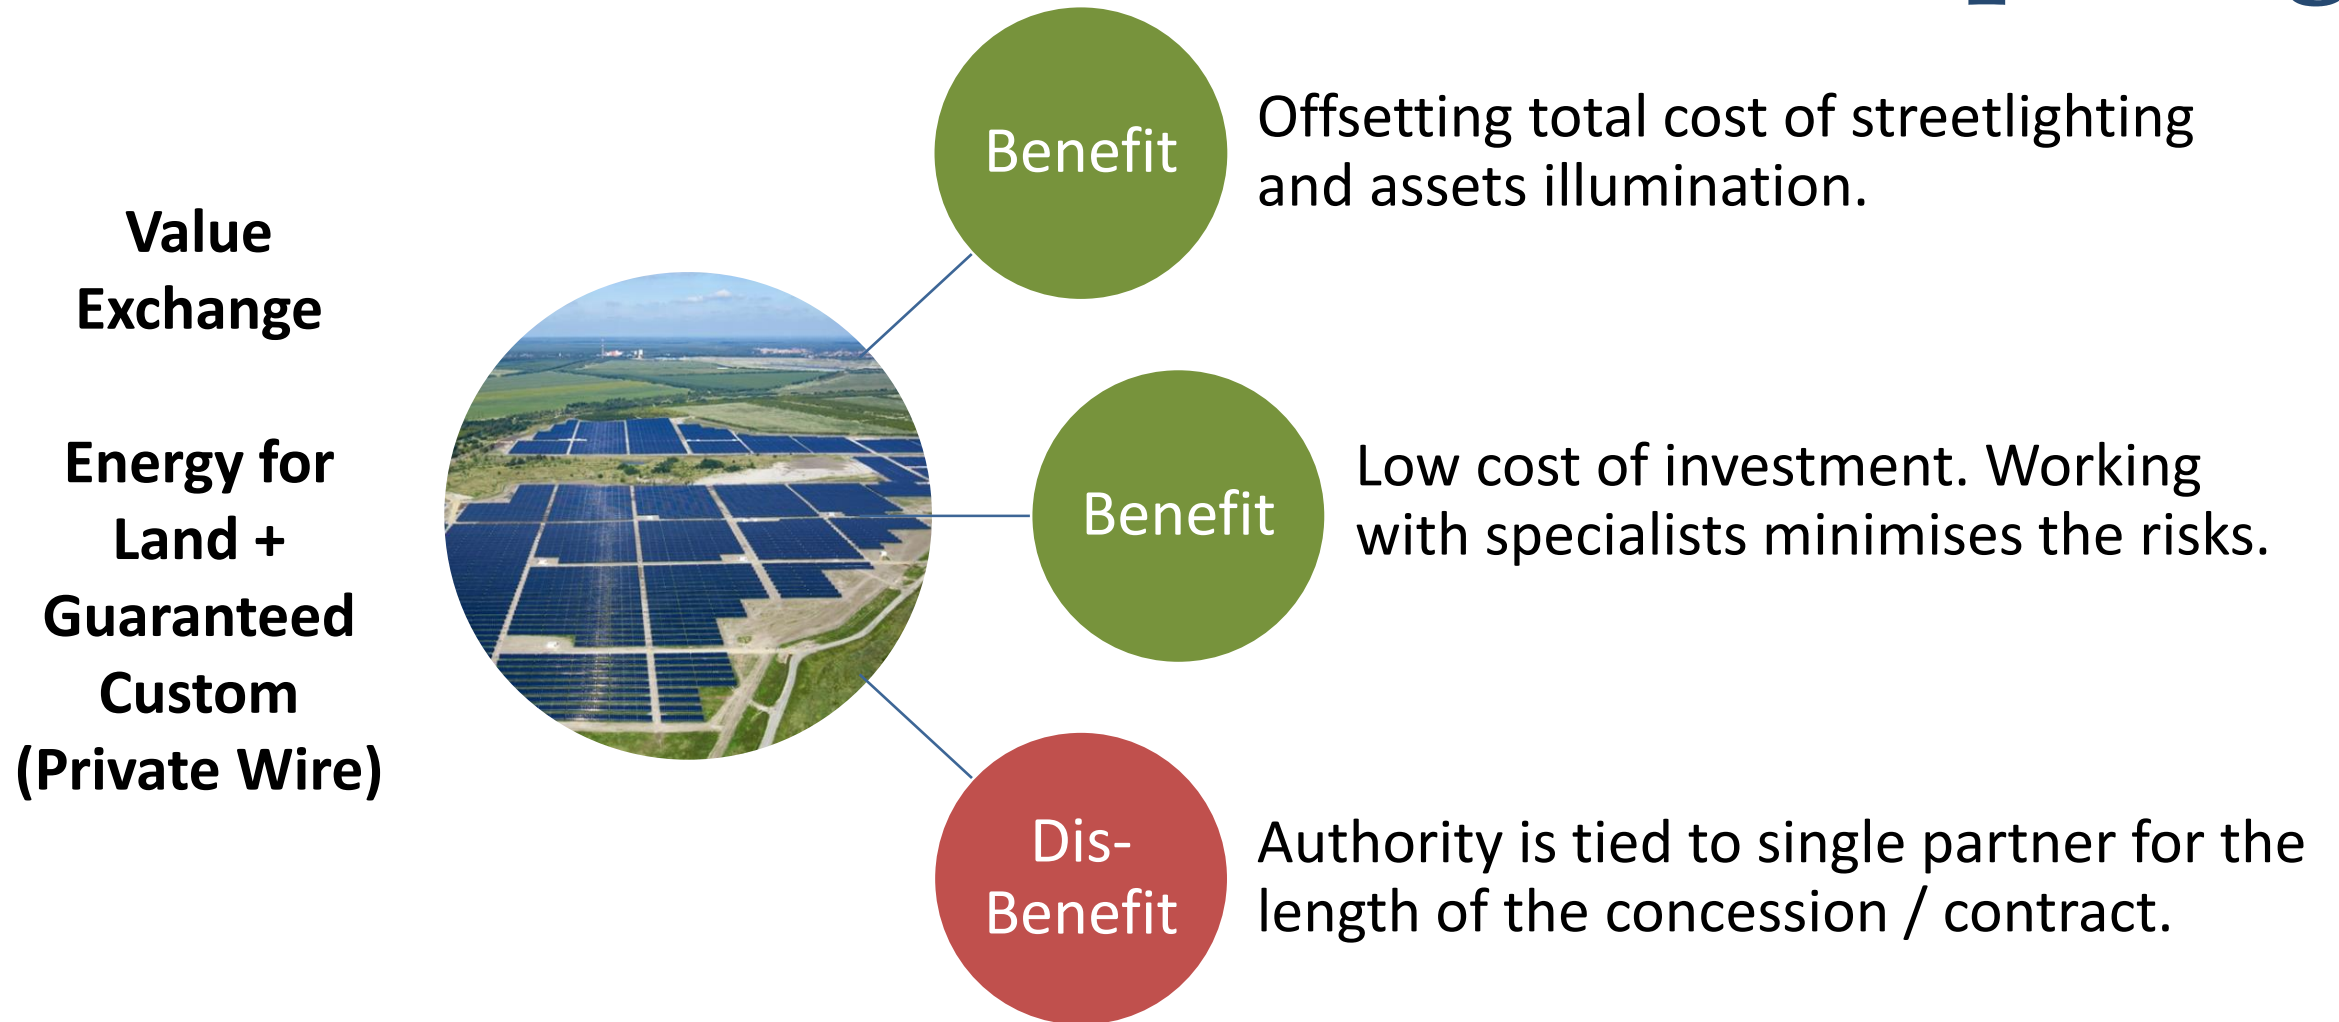 Value
Exchange
Energy for
Land +
Guaranteed
Custom
(Private Wire)
Benefit
Offsetting total cost of streetlighting
and assets illumination.
Benefit
Low cost of investment. Working
with specialists minimises the risks.
Dis-
Benefit
Authority is tied to single partner for the
length of the concession / contract.